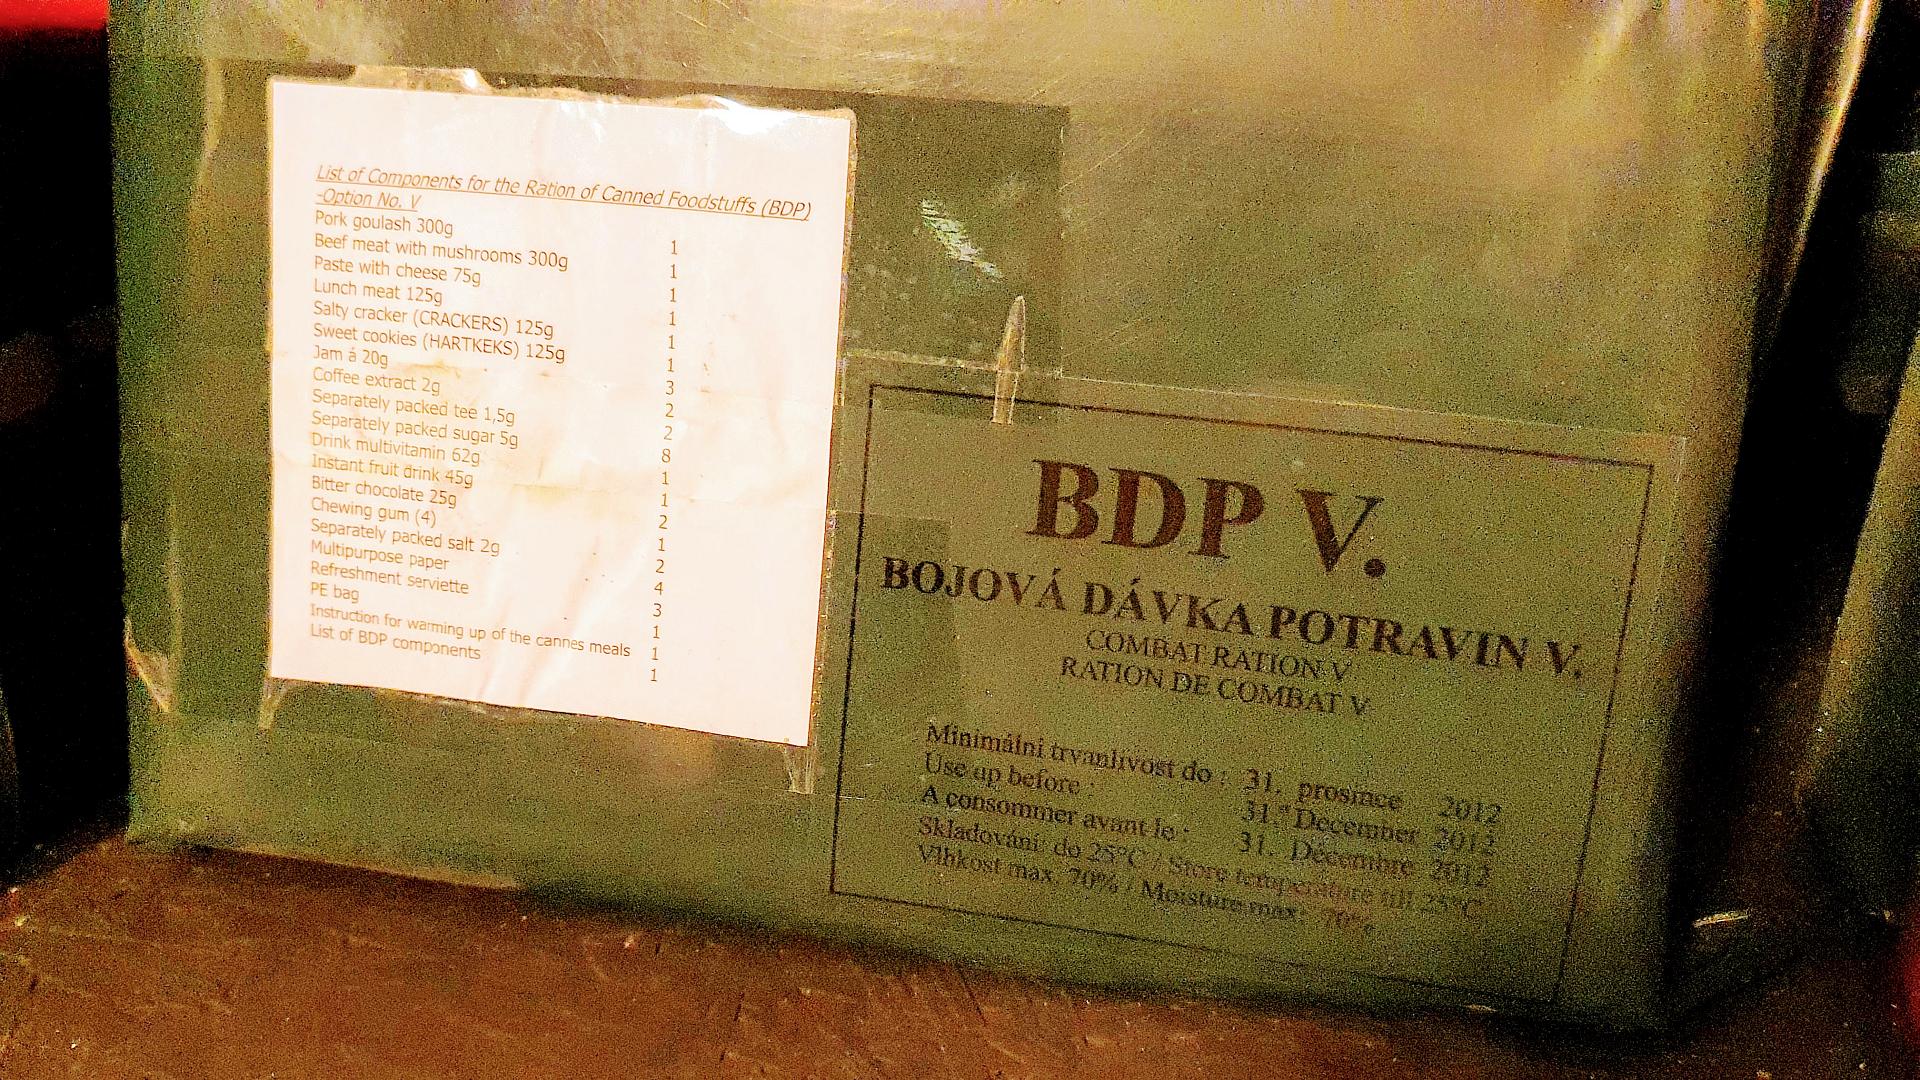 List of Components for the Ration of Canned Foodstuffs (BDP)
-Option No. V
Pork goulash 300g 1
Beef meat with mushrooms 300g 1
Paste with cheese 75g 1
Lunch meat 125g 1
Salty cracker (CRACKERS) 125g 1
Sweet cookies (HARTKEKS) 125g 1
Jam á 20g 3
Coffee extract 2g 2
Separately packed tee 1,5g 2
Separately packed sugar 5g 8
Drink multivitamin 62g 1
Instant fruit drink 45g 1
Bitter chocolate 25g 2
Chewing gum (4) 1
Separately packed salt 2g 2
Multipurpose paper 4
Refreshment serviette 3
PE bag 1
Instruction for warming up of the cannes meals 1
List of BDP components 1
BDP V.
BOJOVÁ DÁVKA POTRAVIN V.
COMBAT RATION V
RATION DE COMBAT V.
Minimální trvanlivost do : 31. prosince 2012
Use up before : 31.st December 2012
A consommer avant le : 31. Décembre 2012
Skladování: do 25°C / Store temperature till 25°C
Vlhkost max. 70% / Moisture max: 70%